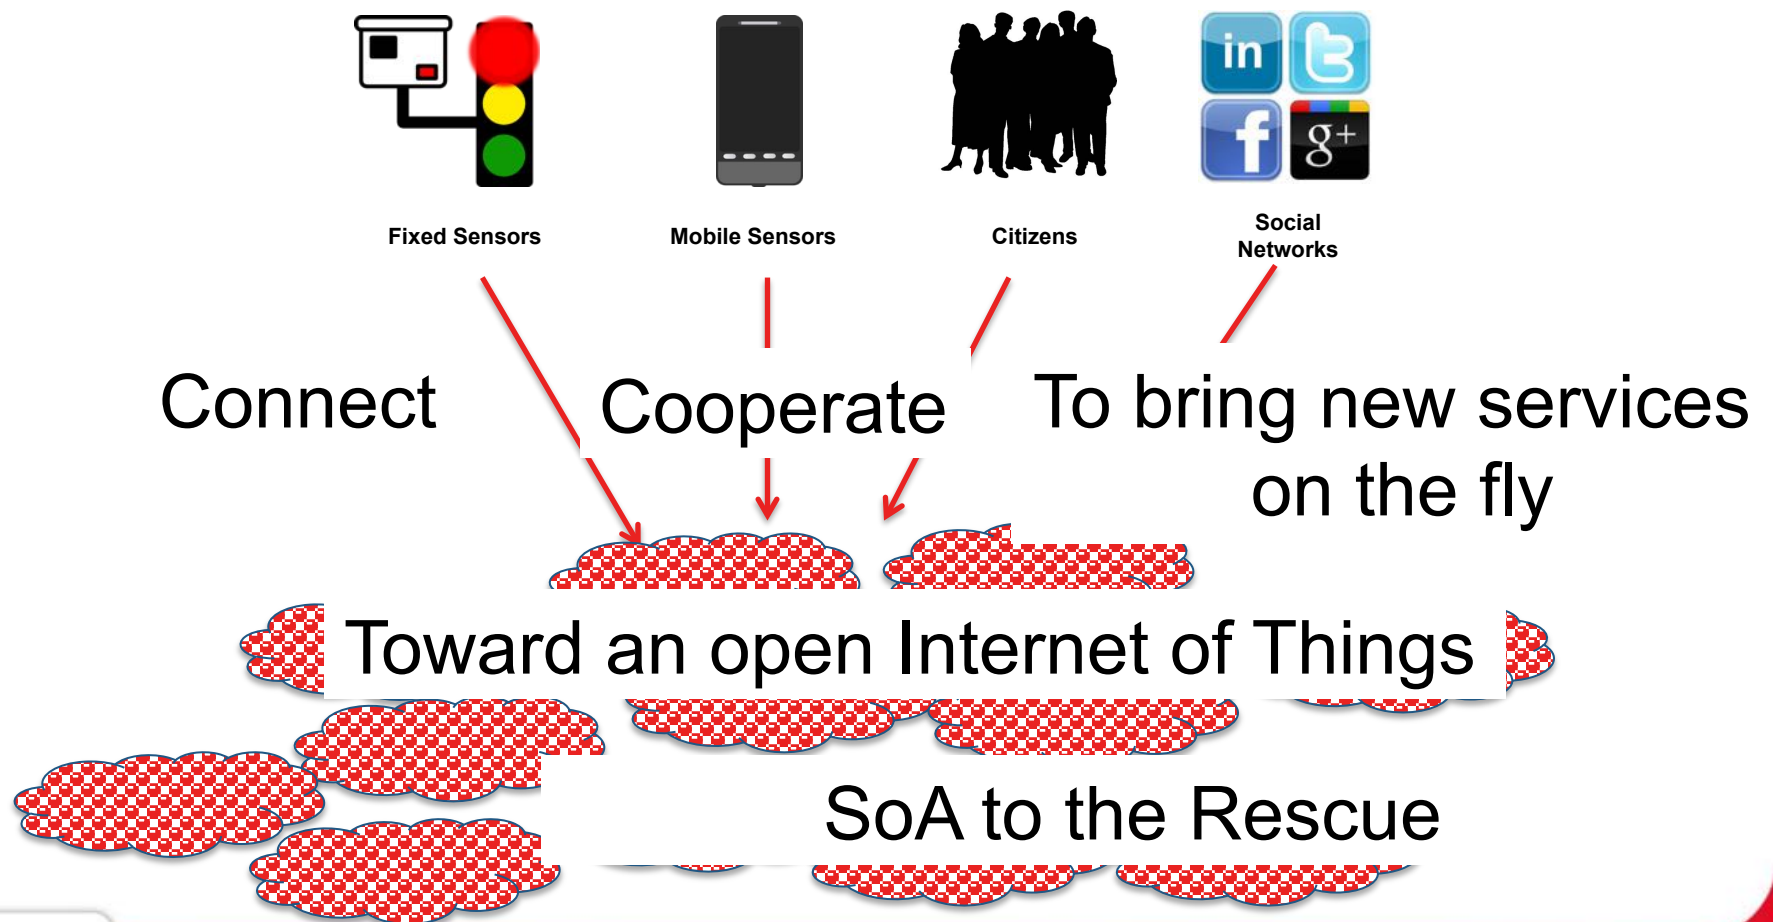 in
g+
f
Fixed Sensors
Mobile Sensors
Citizens
Social
Networks
Connect
Cooperate
To bring new services
on the fly
Toward an open Internet of Things
SoA to the Rescue